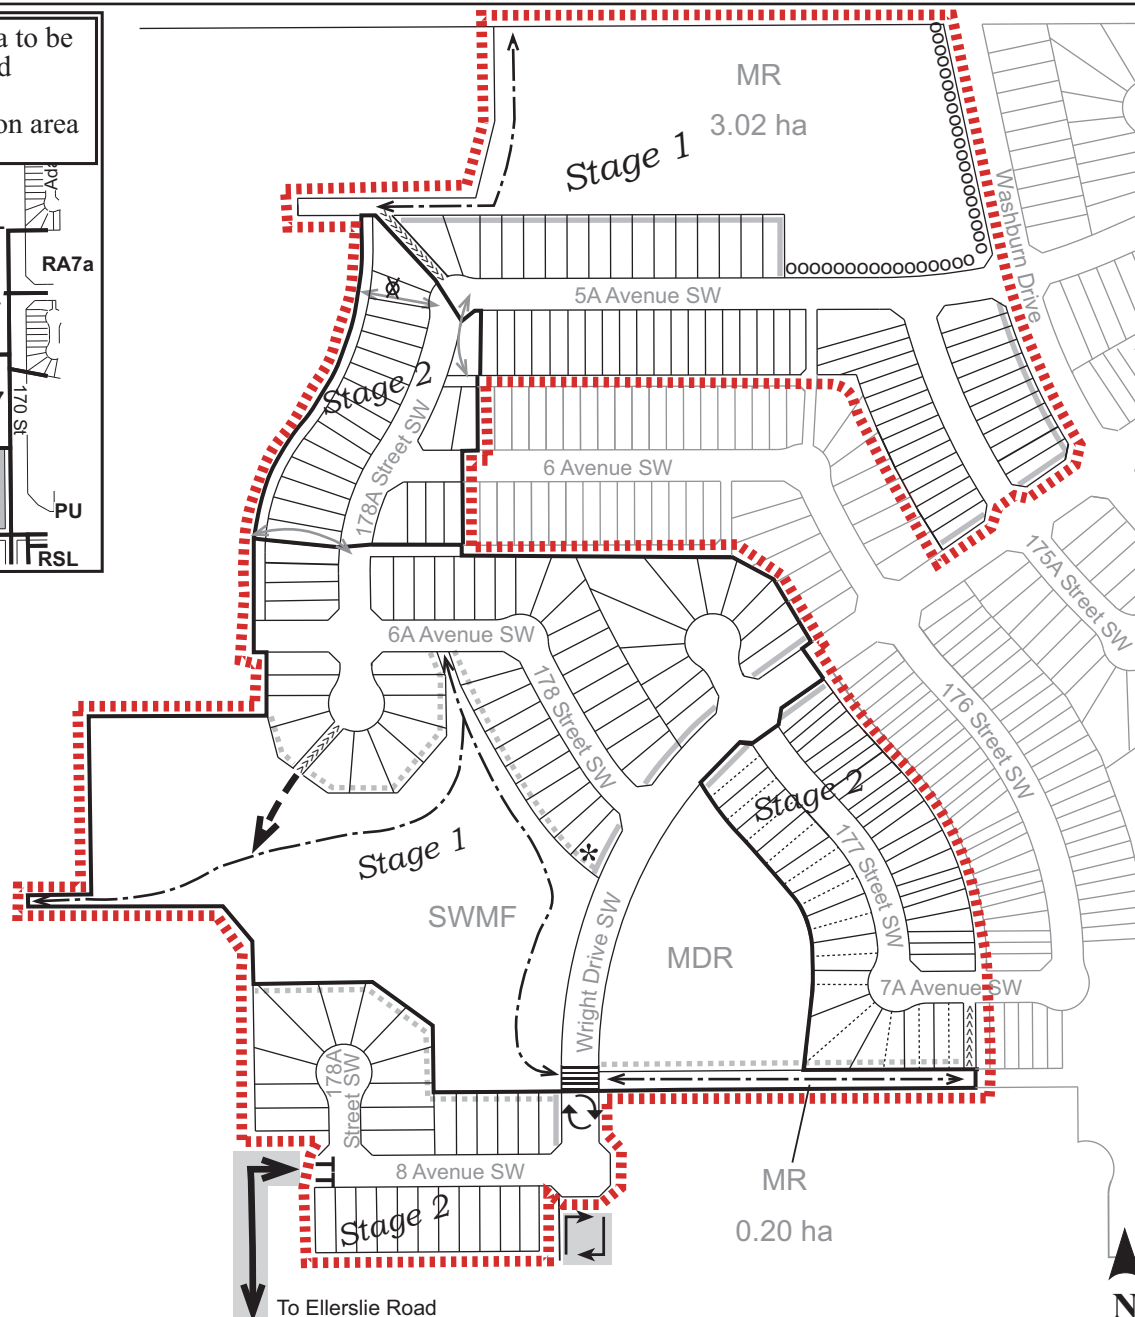 a to be
d
on area
RA7a
170 St
PU
RSL
MR
3.02 ha
Stage 1
Washburn Drive
5A Avenue SW
Stage 2
178A Street SW
6 Avenue SW
175A Street SW
6A Avenue SW
178 Street SW
176 Street SW
Stage 2
177 Street SW
Stage 1
SWMF
Wright Drive SW
MDR
7A Avenue SW
178A
Street SW
8 Avenue SW
Stage 2
MR
0.20 ha
To Ellerslie Road
N